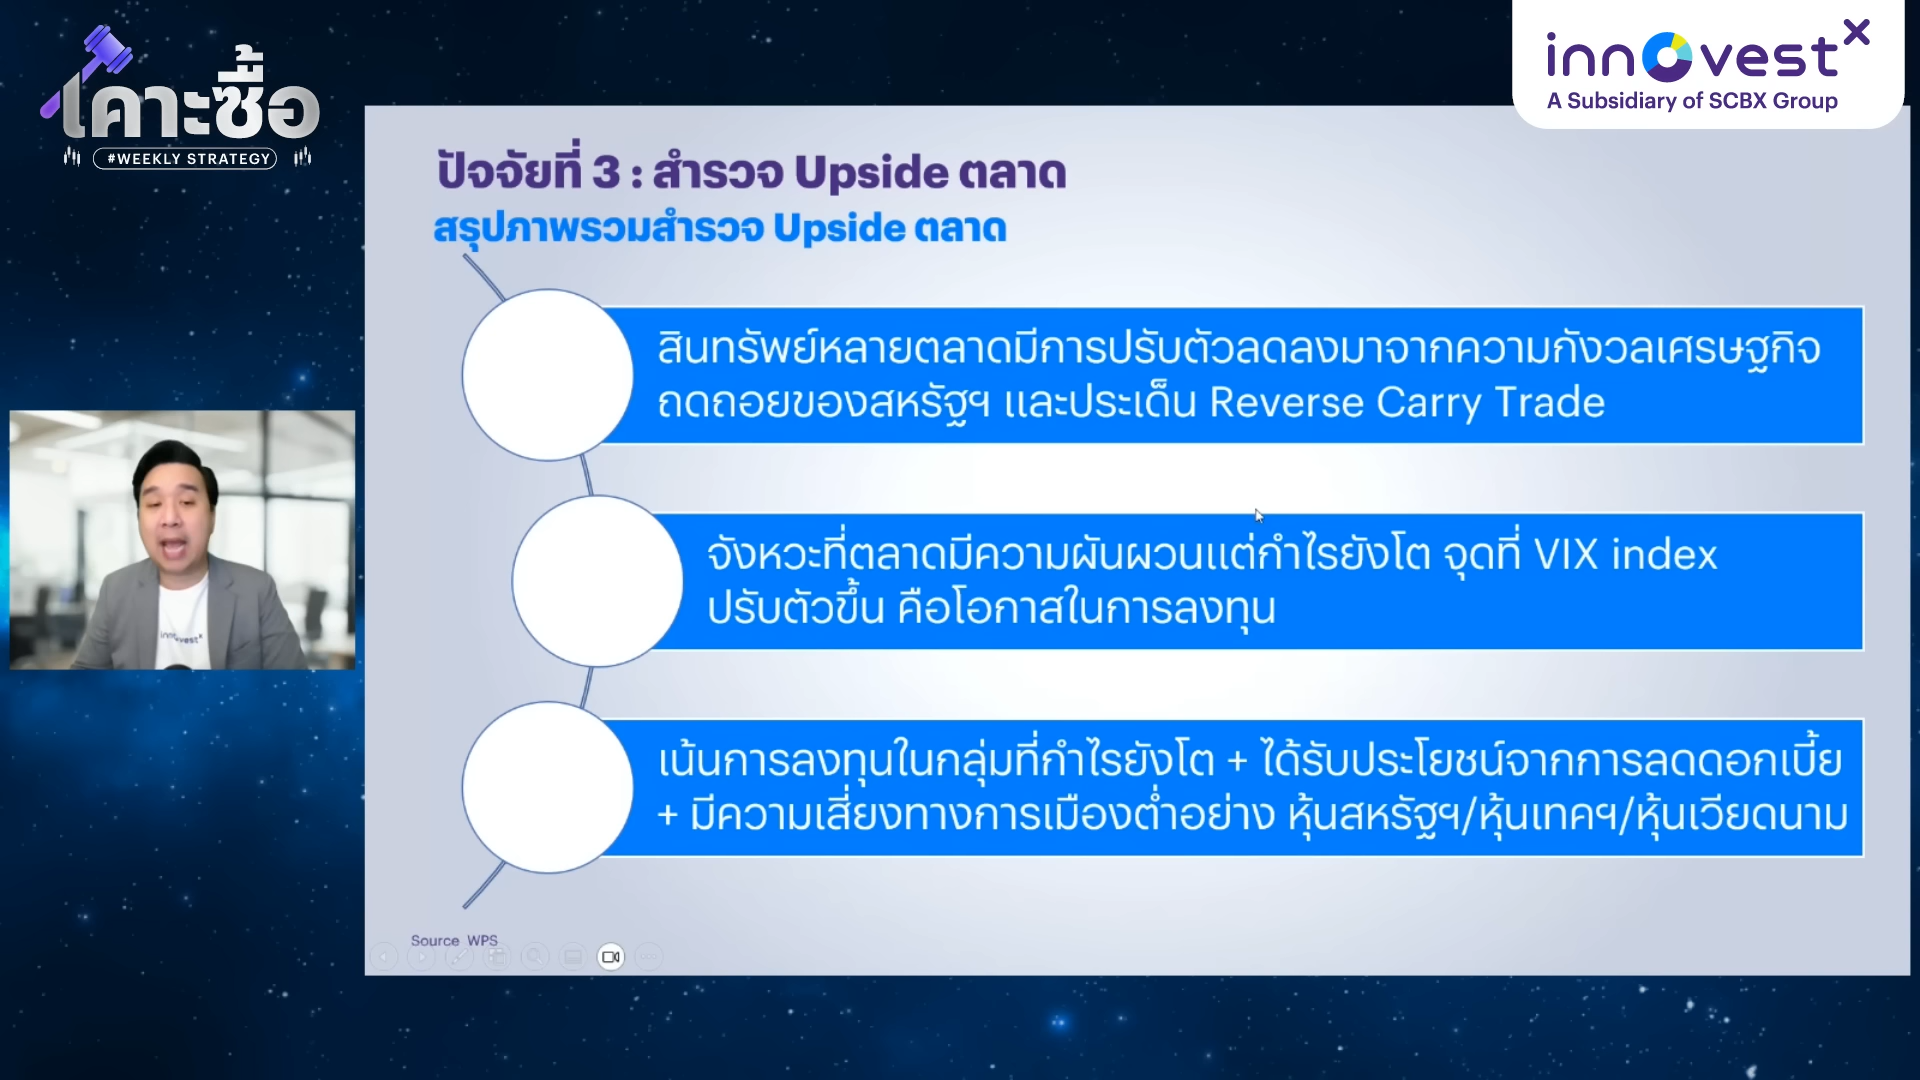 เคาะซื้อ
#WEEKLY STRATEGY
innovestx
A Subsidiary of SCBX Group
ปัจจัยที่ 3 : สำรวจ Upside ตลาด
สรุปภาพรวมสำรวจ Upside ตลาด
สินทรัพย์หลายตลาดมีการปรับตัวลดลงมาจากความกังวลเศรษฐกิจ
ถดถอยของสหรัฐฯ และประเด็น Reverse Carry Trade
จังหวะที่ตลาดมีความผันผวนแต่กำไรยังโต จุดที่ VIX index
ปรับตัวขึ้น คือโอกาสในการลงทุน
เน้นการลงทุนในกลุ่มที่กำไรยังโต + ได้รับประโยชน์จากการลดดอกเบี้ย
+ มีความเสี่ยงทางการเมืองต่ำอย่าง หุ้นสหรัฐฯ/หุ้นเทคฯ/หุ้นเวียดนาม
innovestx
Source WPS